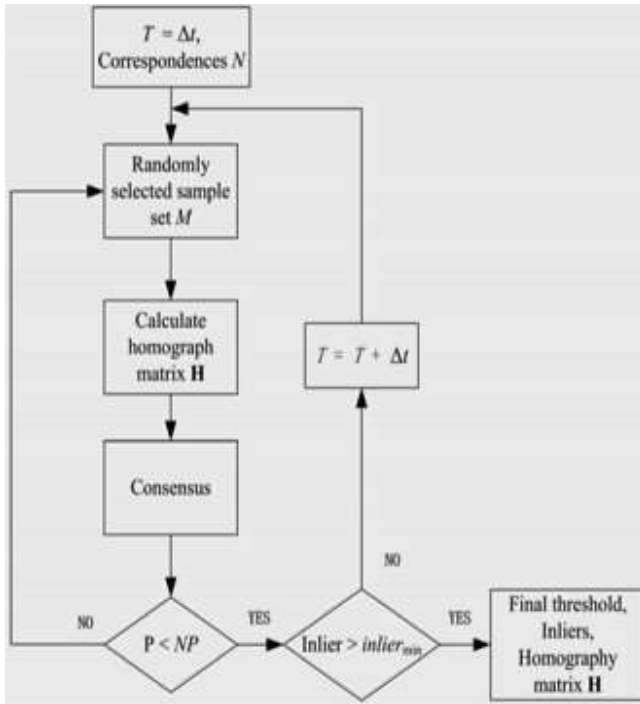 T = Δt,
Correspondences N
Randomly
selected sample
set M
Calculate
homograph
matrix H
T = T + Δt
Consensus
NO
P < NP
YES
NO
Inlier > inlier_min
YES
Final threshold,
Inliers,
Homography
matrix H